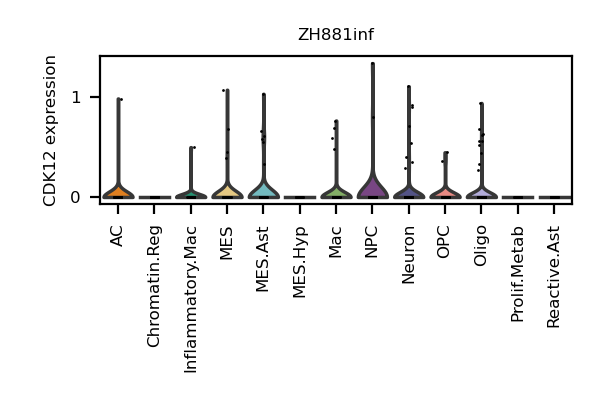 ZH881inf
CDK12 expression
1
0
AC
Chromatin.Reg
Inflammatory.Mac
MES
MES.Ast
MES.Hyp
Mac
NPC
Neuron
OPC
Oligo
Prolif.Metab
Reactive.Ast